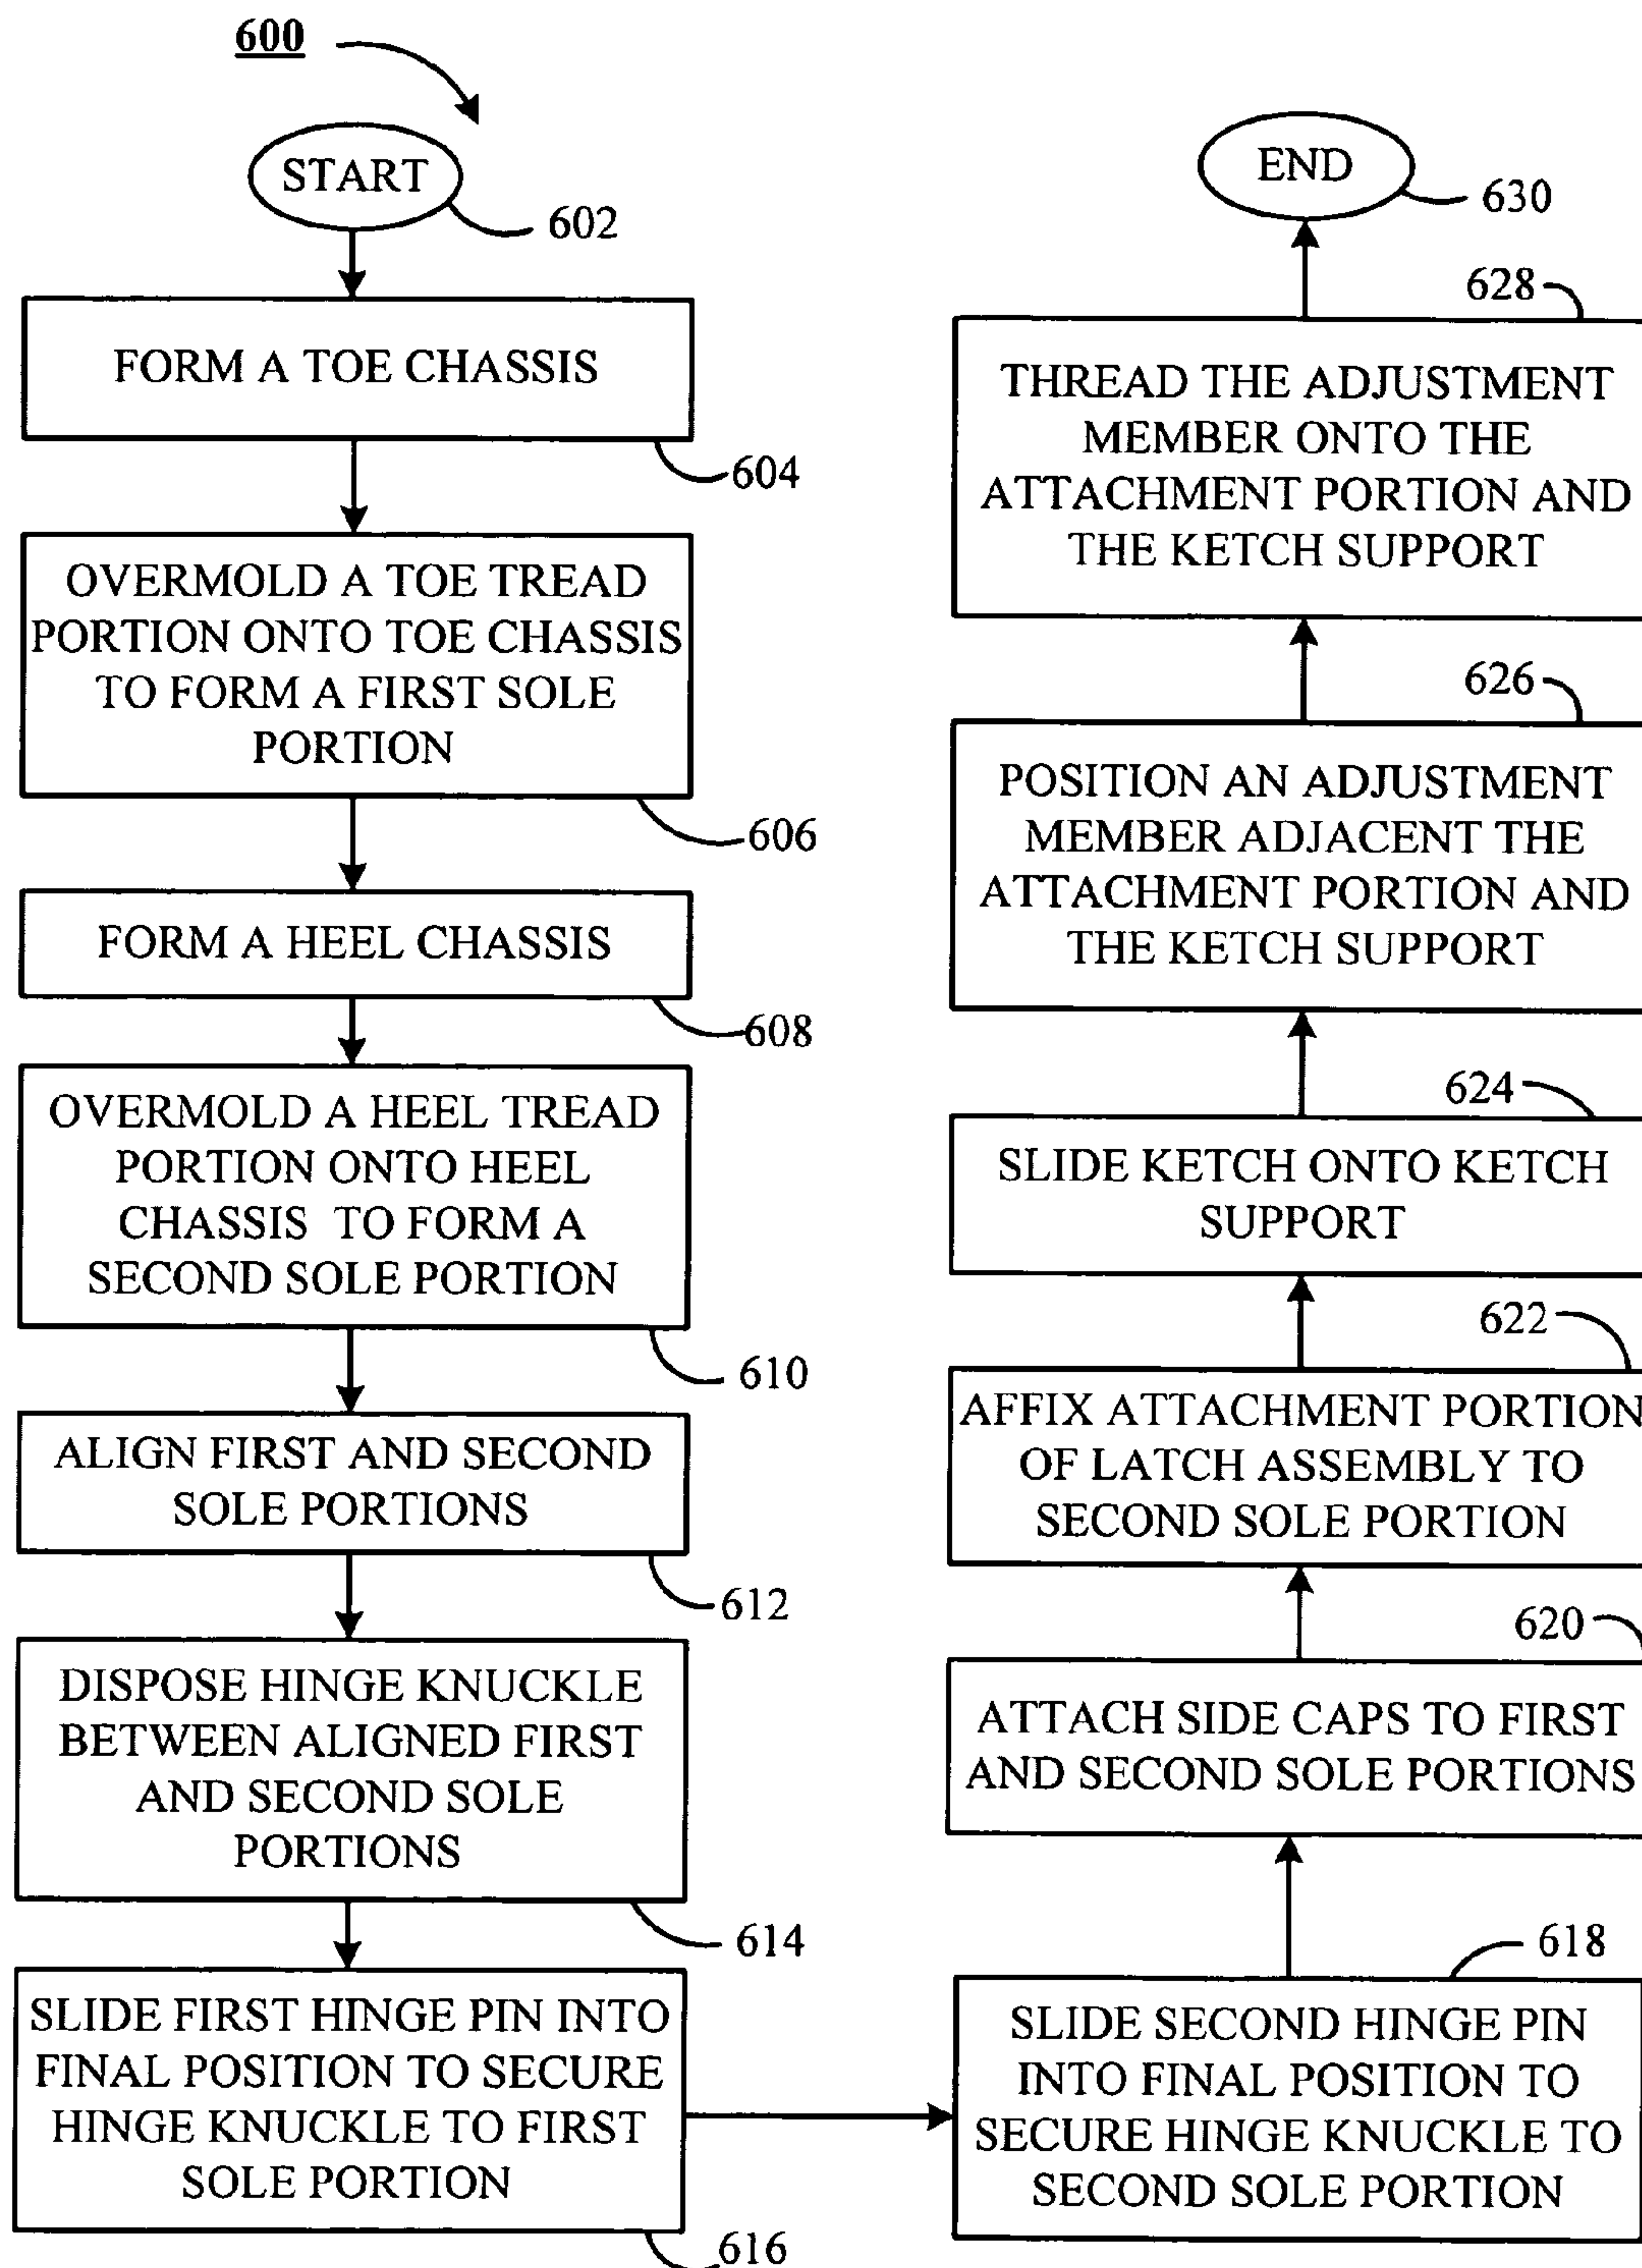 600
START
602
FORM A TOE CHASSIS
604
OVERMOLD A TOE TREAD
PORTION ONTO TOE CHASSIS
TO FORM A FIRST SOLE
PORTION
606
FORM A HEEL CHASSIS
608
OVERMOLD A HEEL TREAD
PORTION ONTO HEEL
CHASSIS TO FORM A
SECOND SOLE PORTION
610
ALIGN FIRST AND SECOND
SOLE PORTIONS
612
DISPOSE HINGE KNUCKLE
BETWEEN ALIGNED FIRST
AND SECOND SOLE
PORTIONS
614
SLIDE FIRST HINGE PIN INTO
FINAL POSITION TO SECURE
HINGE KNUCKLE TO FIRST
SOLE PORTION
616
618
SLIDE SECOND HINGE PIN
INTO FINAL POSITION TO
SECURE HINGE KNUCKLE TO
SECOND SOLE PORTION
620
ATTACH SIDE CAPS TO FIRST
AND SECOND SOLE PORTIONS
622
AFFIX ATTACHMENT PORTION
OF LATCH ASSEMBLY TO
SECOND SOLE PORTION
624
SLIDE KETCH ONTO KETCH
SUPPORT
626
POSITION AN ADJUSTMENT
MEMBER ADJACENT THE
ATTACHMENT PORTION AND
THE KETCH SUPPORT
628
THREAD THE ADJUSTMENT
MEMBER ONTO THE
ATTACHMENT PORTION AND
THE KETCH SUPPORT
END
630